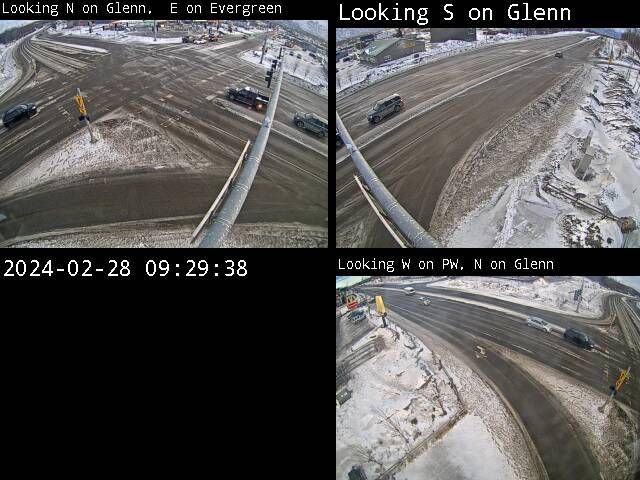 Looking N on Glenn,  E on Evergreen
Looking S on Glenn
2024-02-28 09:29:38
Looking W on PW, N on Glenn